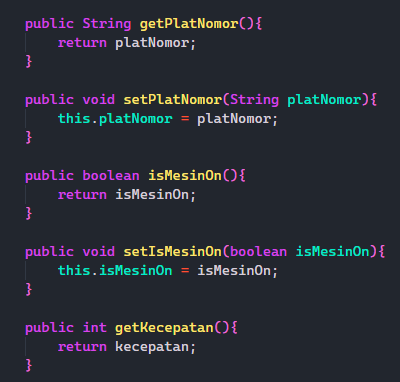 public String getPlatNomor(){
return platNomor;
}
public void setPlatNomor(String platNomor){
this.platNomor = platNomor;
}
public boolean isMesinOn(){
return isMesinOn;
}
public void setIsMesinOn(boolean isMesinOn){
this.isMesinOn = isMesinOn;
}
public int getKecepatan(){
return kecepatan;
}